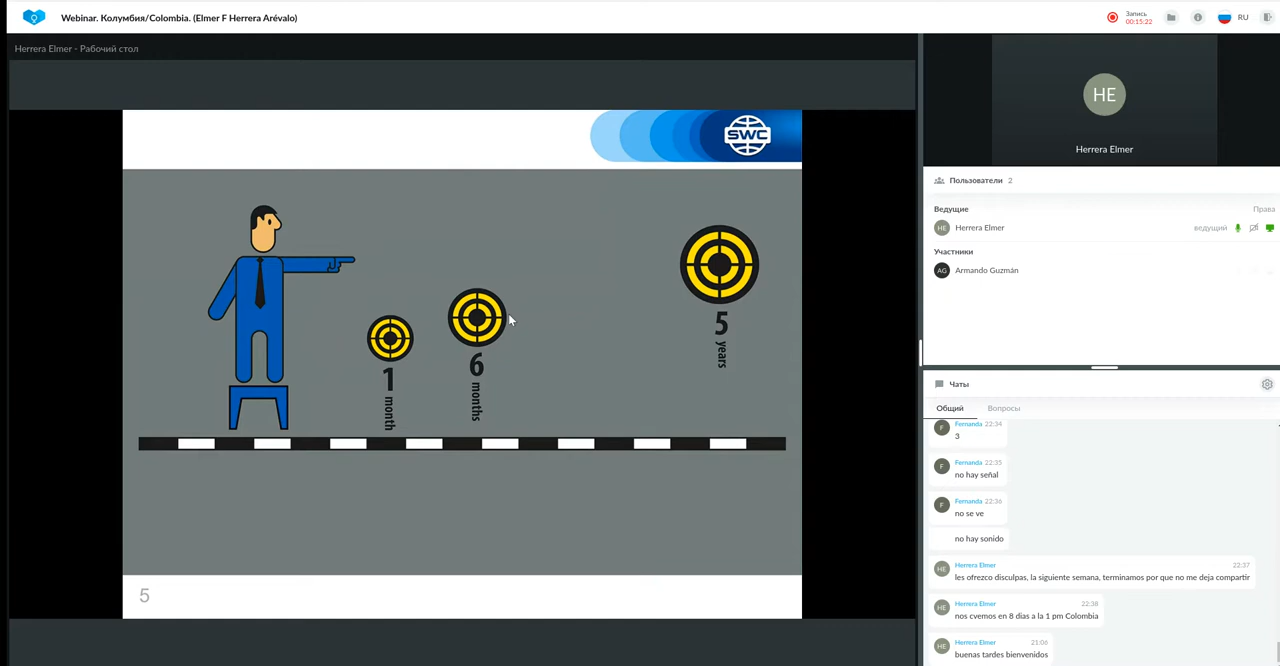 Webinar. Колумбия/Colombia. (Elmer F Herrera Arévalo)
Запись
00:15:22
RU
Herrera Elmer - Рабочий стол
SWC
1
month
6
months
5
years
5
HE
Herrera Elmer
Пользователи 2
Ведущие
Права
HE
Herrera Elmer
ведущий
Участники
AG
Armando Guzmán
Чаты
Общий
Вопросы
F
Fernanda 22:34
3
F
Fernanda 22:35
no hay señal
F
Fernanda 22:36
no se ve
no hay sonido
HE
Herrera Elmer 22:37
les ofrezco disculpas, la siguiente semana, terminamos por que no me deja compartir
HE
Herrera Elmer 22:38
nos cvemos en 8 dias a la 1 pm Colombia
HE
Herrera Elmer 21:06
buenas tardes bienvenidos